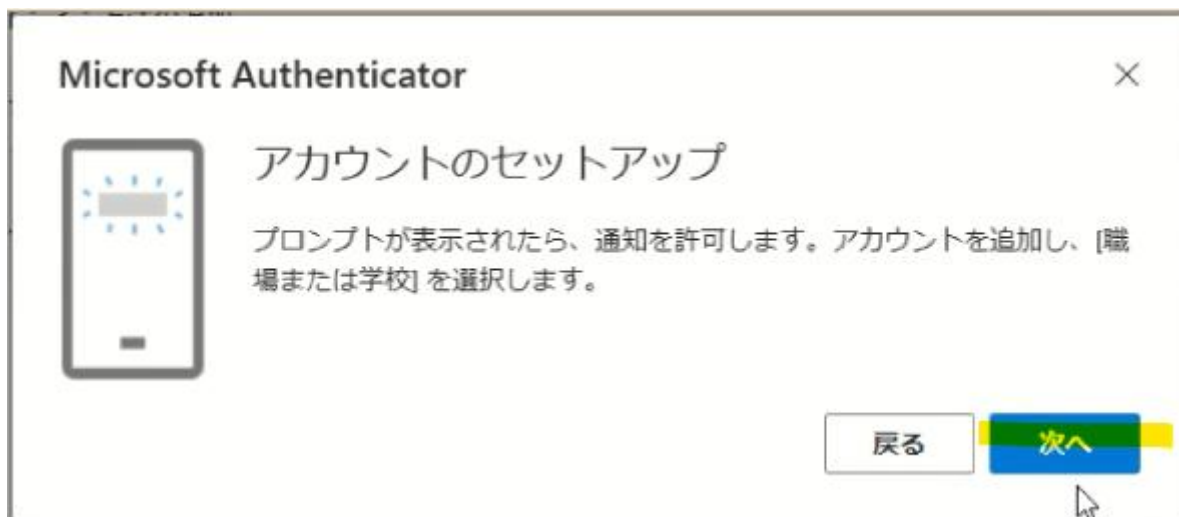 Microsoft Authenticator
アカウントのセットアップ
プロンプトが表示されたら、通知を許可します。アカウントを追加し、[職
場または学校] を選択します。
戻る
次へ